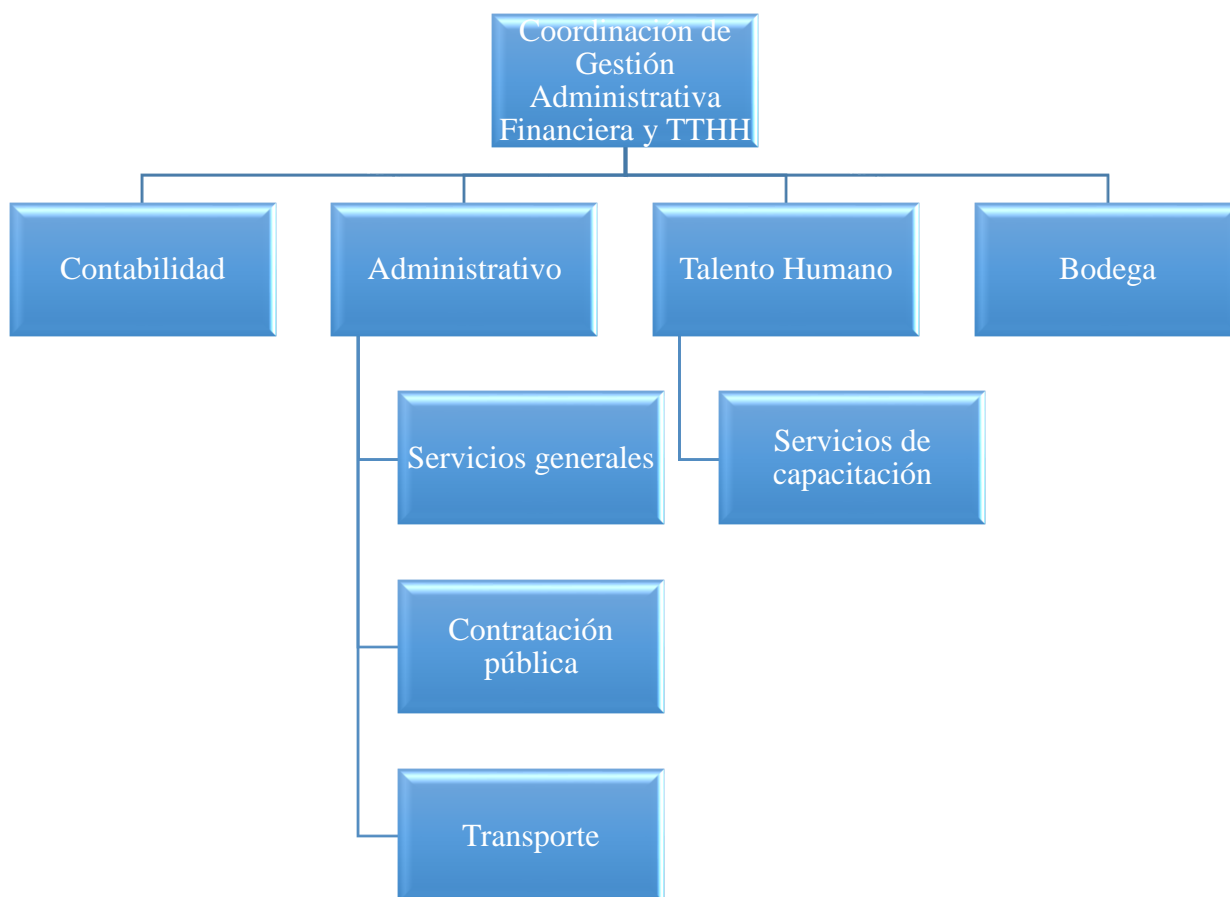 Coordinación de
Gestión
Administrativa
Financiera y TTHH
Contabilidad
Administrativo
Talento Humano
Bodega
Servicios generales
Servicios de
capacitación
Contratación
pública
Transporte